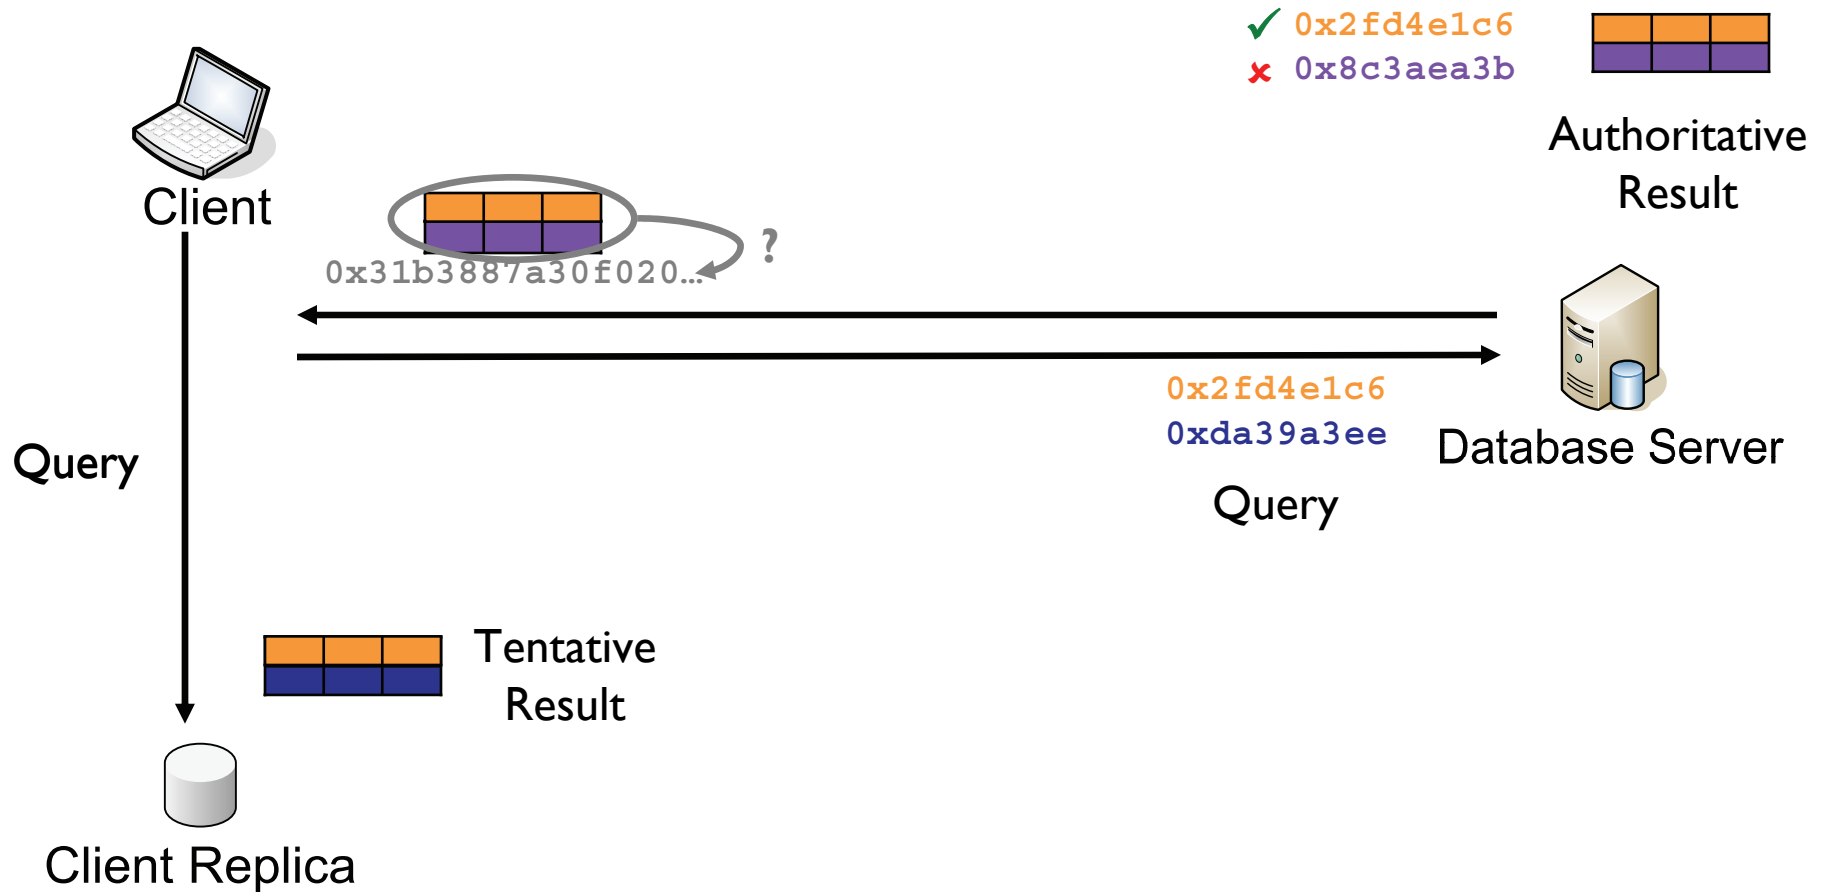 0x2fd4e1c6
0x8c3aea3b
Authoritative
Result
Client
?
0x31b3887a30f020…
0x2fd4e1c6
0xda39a3ee
Query
Database Server
Query
Tentative
Result
Client Replica